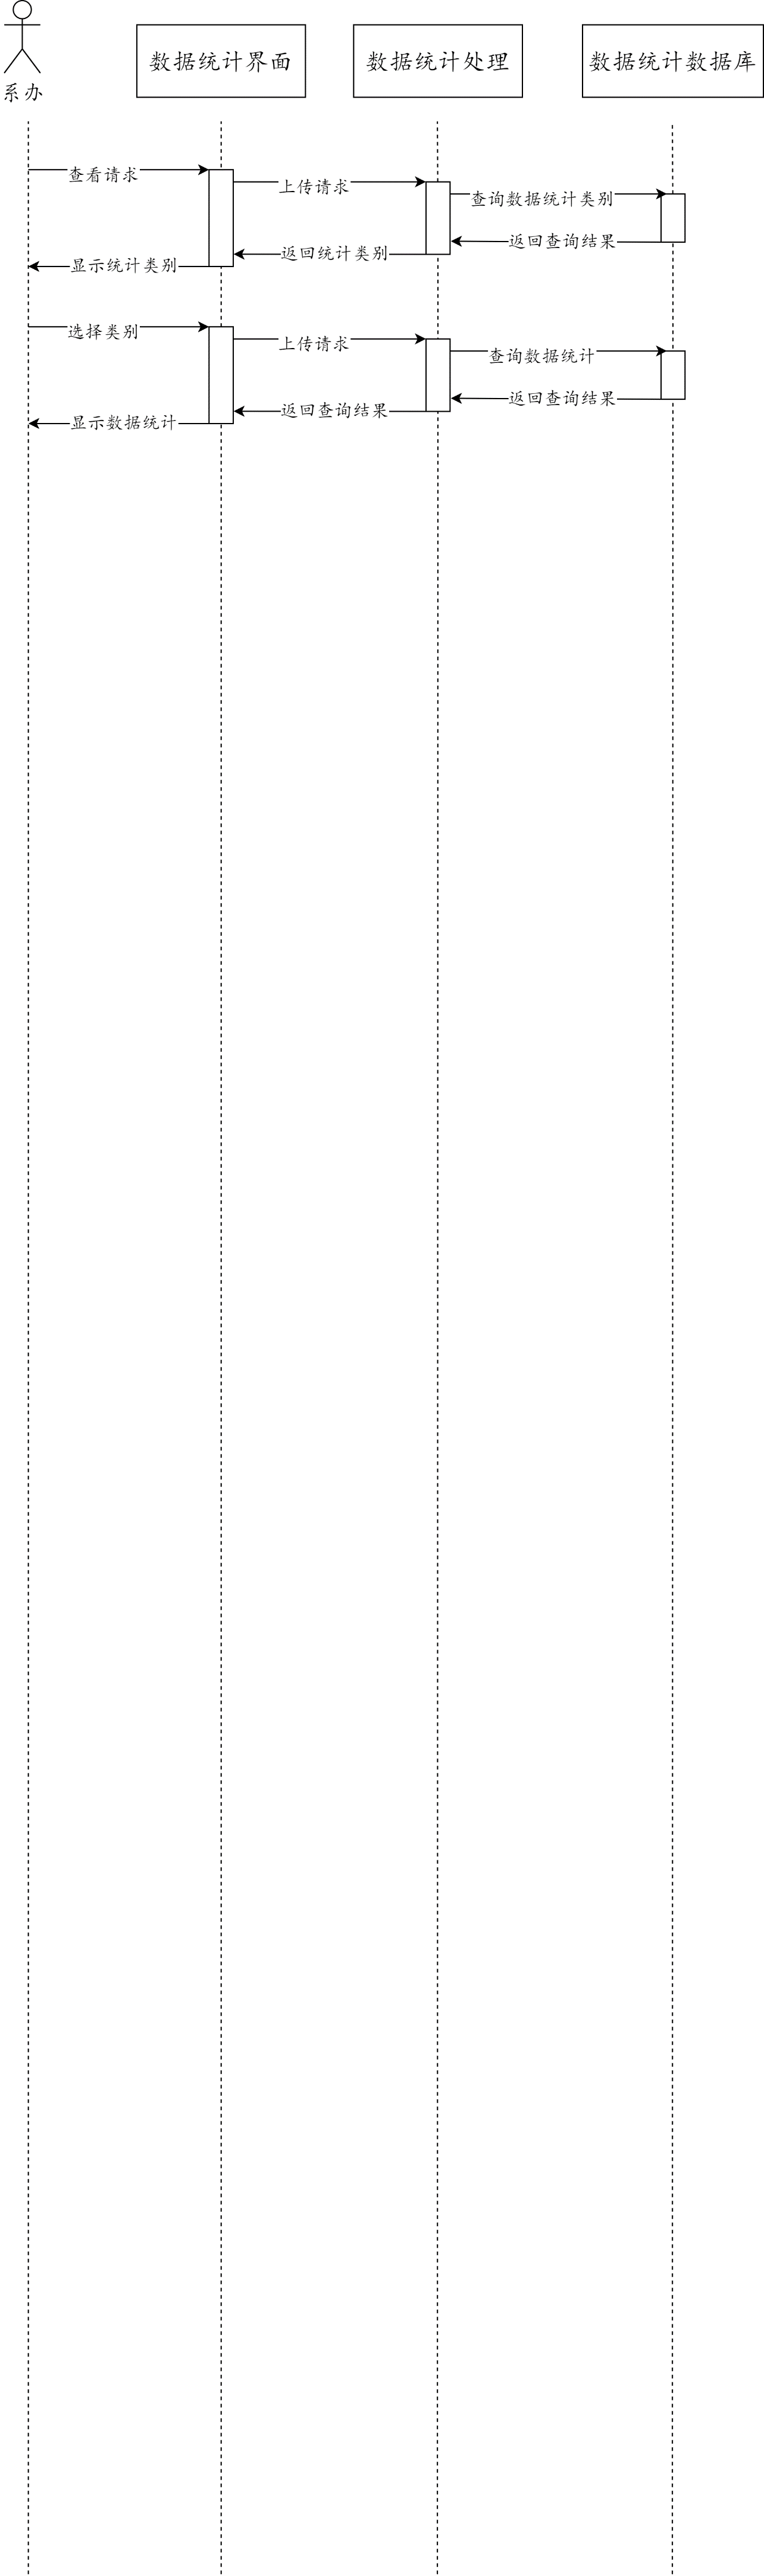 系办
数据统计界面
数据统计处理
数据统计数据库
查看请求
上传请求
查询数据统计类别
返回查询结果
返回统计类别
显示统计类别
选择类别
上传请求
查询数据统计
返回查询结果
返回查询结果
显示数据统计